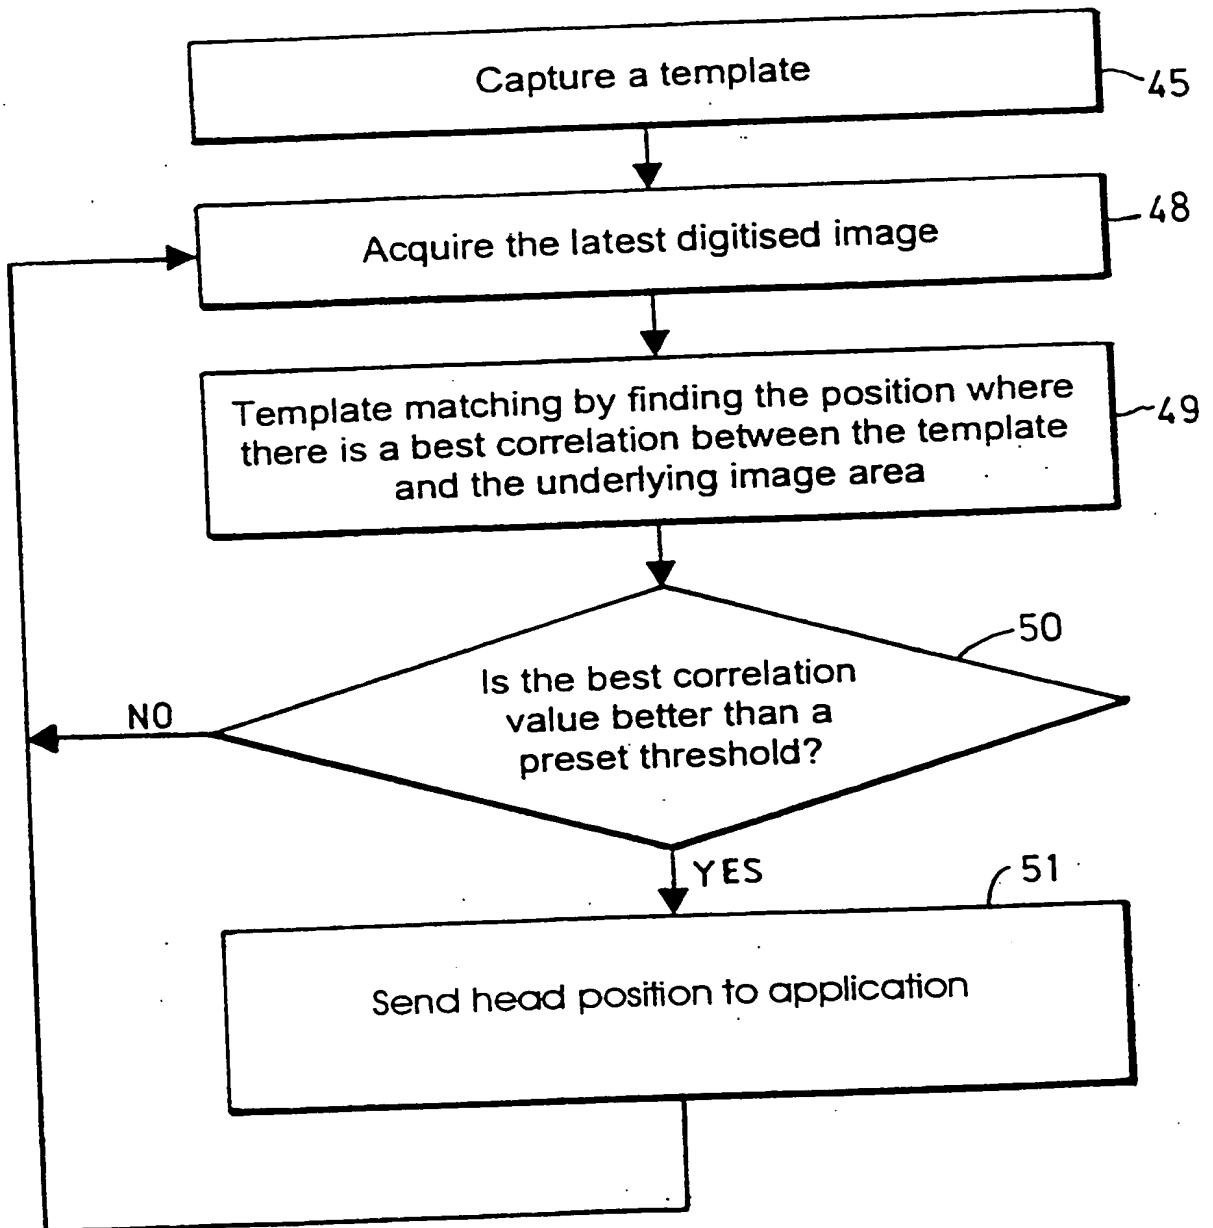 Capture a template
45
Acquire the latest digitised image
48
Template matching by finding the position where
there is a best correlation between the template
and the underlying image area
49
50
Is the best correlation
value better than a
preset threshold?
NO
YES
51
Send head position to application